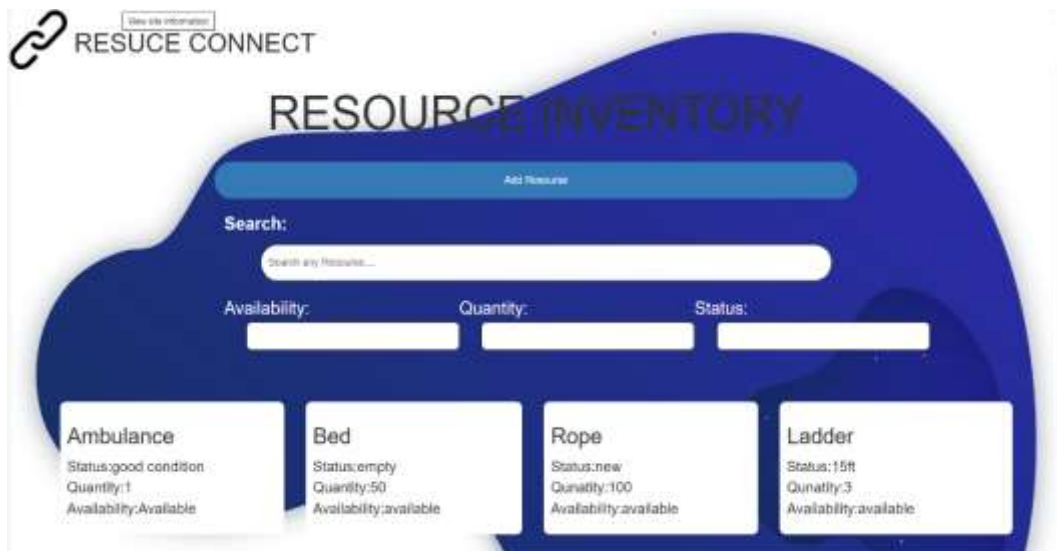 View site information
RESUCE CONNECT
RESOURCE INVENTORY
Add Resourse
Search:
Search any Resourse....
Availability:
Quantity:
Status:
Ambulance
Status:good condition
Quantity:1
Availability:Available
Bed
Status:empty
Quantity:50
Availability:available
Rope
Status:new
Qunatity:100
Availability:available
Ladder
Status:15ft
Qunatity:3
Availability:available